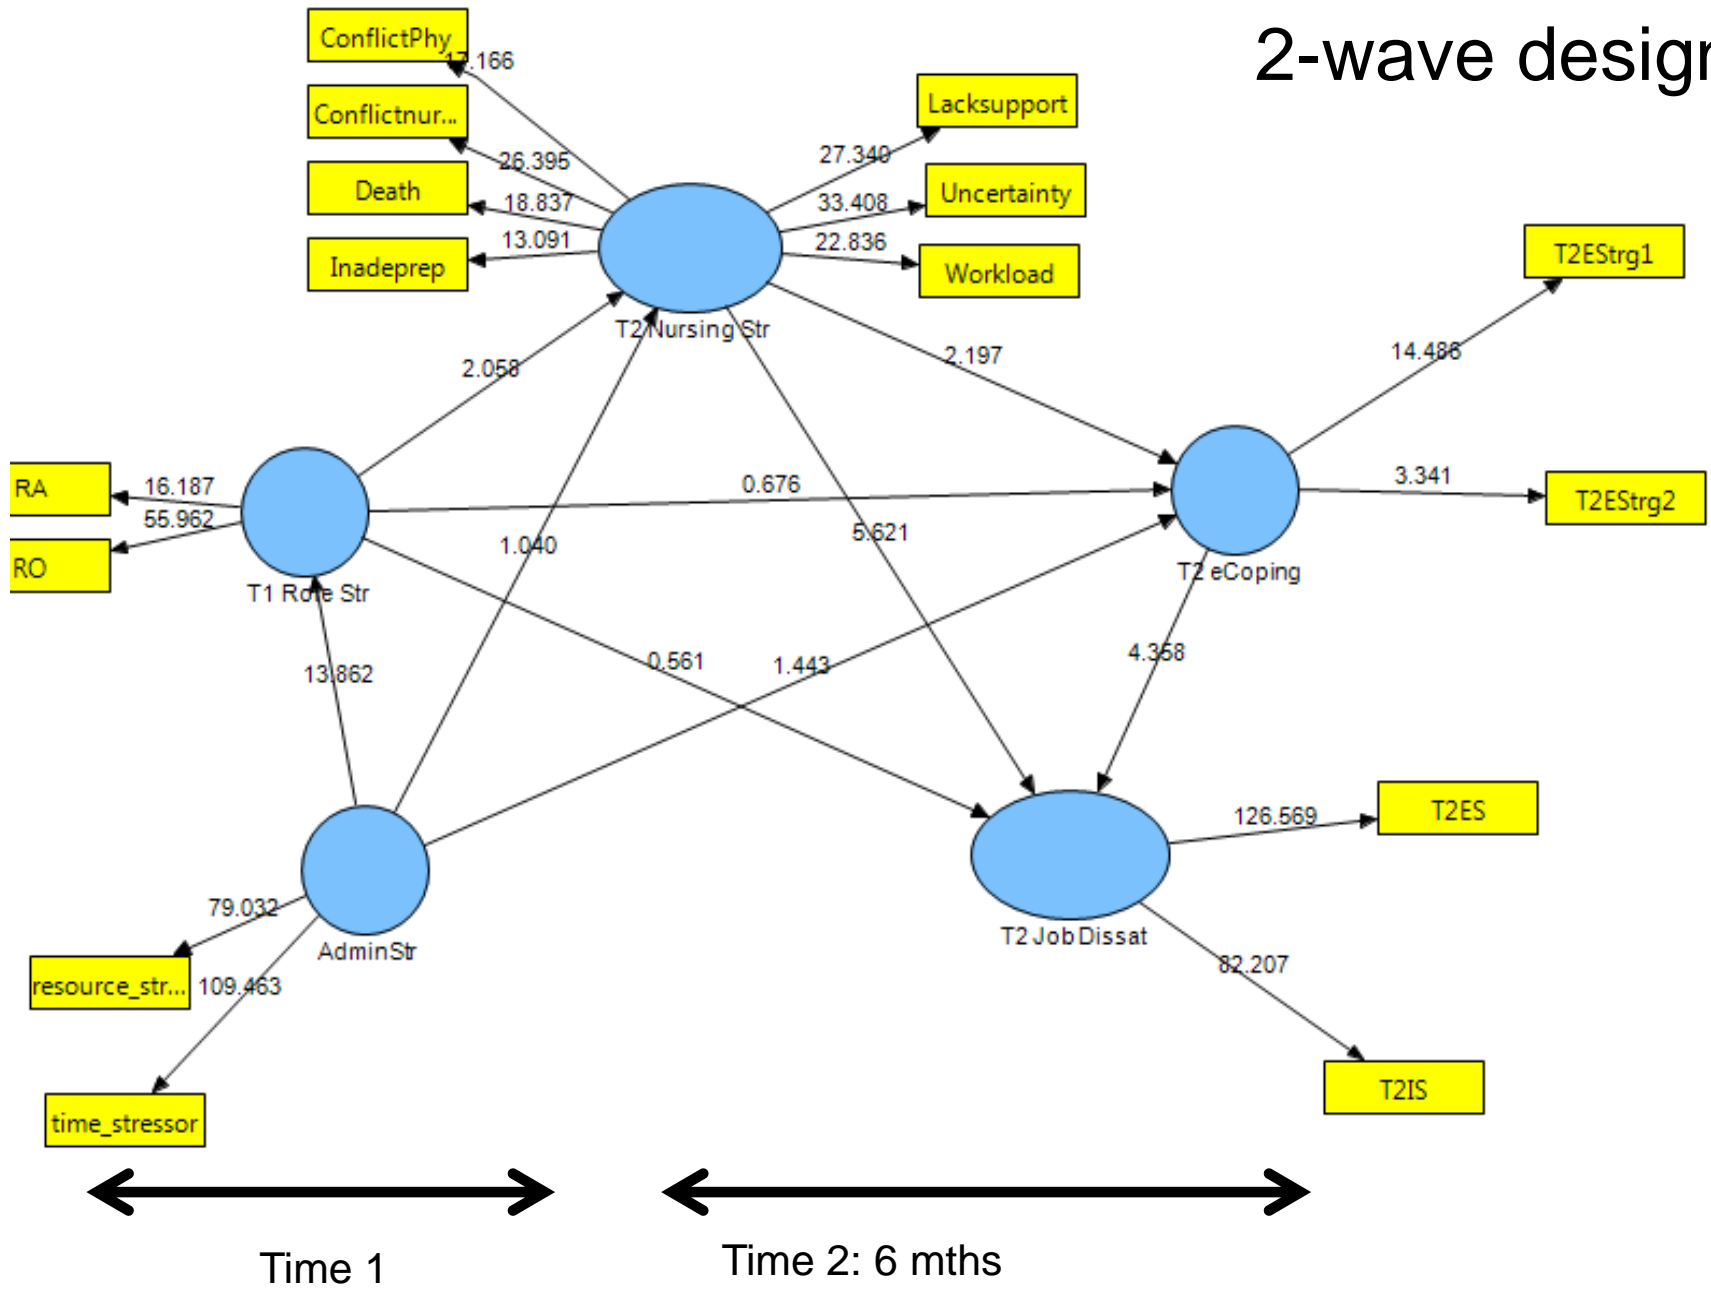 2-wave desig
ConflictPhy
17.166
Conflictnur...
26.395
Death
18.837
Inadeprep
13.091
Lacksupport
27.340
Uncertainty
33.408
Workload
22.836
T2 Nursing Str
T2EStrg1
14.486
T2EStrg2
3.341
2.058
2.197
RA
16.187
RO
55.962
0.676
T1 Role Str
1.040
5.621
T2 eCoping
13.862
0.561
1.443
4.358
AdminStr
79.032
resource_str...
109.463
time_stressor
T2 Job Dissat
126.569
T2ES
82.207
T2IS
Time 1
Time 2: 6 mths